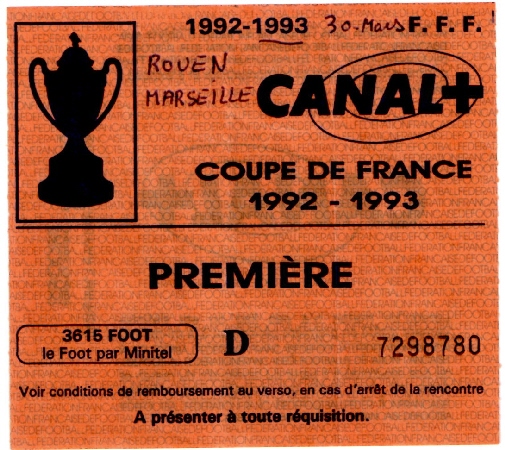 1992-1993 30-Mars F. F. F.
ROUEN
MARSEILLE CANAL+
COUPE DE FRANCE
1992 - 1993
PREMIÈRE
3615 FOOT
le Foot par Minitel
D 7298780
Voir conditions de remboursement au verso, en cas d'arrêt de la rencontre
A présenter à toute réquisition.